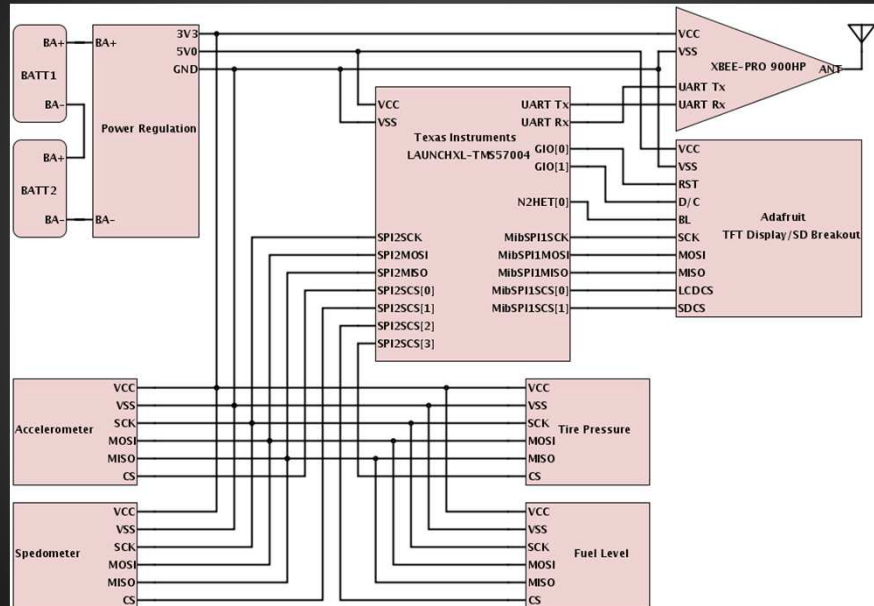 BA+
BATT1
BA-
BA+
BATT2
BA-
BA+
Power Regulation
BA-
3V3
5V0
GND
VCC
VSS
Texas Instruments
LAUNCHXL-TMS57004
UART Tx
UART Rx
GIO[0]
GIO[1]
N2HET[0]
SPI2SCK
SPI2MOSI
SPI2MISO
SPI2SCS[0]
SPI2SCS[1]
SPI2SCS[2]
SPI2SCS[3]
MibSPI1SCK
MibSPI1MOSI
MibSPI1MISO
MibSPI1SCS[0]
MibSPI1SCS[1]
VCC
VSS
XBEE-PRO 900HP
ANT
UART Tx
UART Rx
VCC
VSS
RST
D/C
BL
SCK
MOSI
MISO
LCDCS
SDCS
Adafruit
TFT Display/SD Breakout
Accelerometer
VCC
VSS
SCK
MOSI
MISO
CS
VCC
VSS
SCK
MOSI
MISO
CS
Tire Pressure
Spedometer
VCC
VSS
SCK
MOSI
MISO
CS
VCC
VSS
SCK
MOSI
MISO
CS
Fuel Level